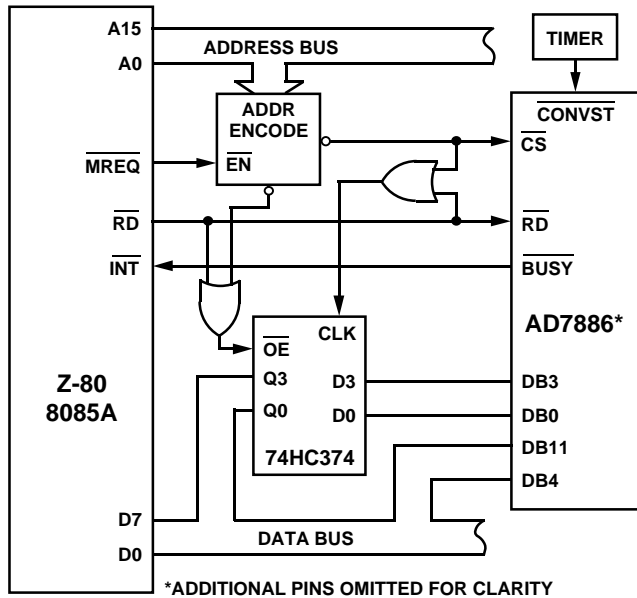 A15
ADDRESS BUS
A0
TIMER
ADDR
ENCODE
CONVST
CS
MREQ
EN
RD
RD
INT
BUSY
CLK
OE
AD7886*
Z-80
8085A
Q3
D3
DB3
Q0
D0
DB0
DB11
74HC374
DB4
D7
DATA BUS
D0
*ADDITIONAL PINS OMITTED FOR CLARITY